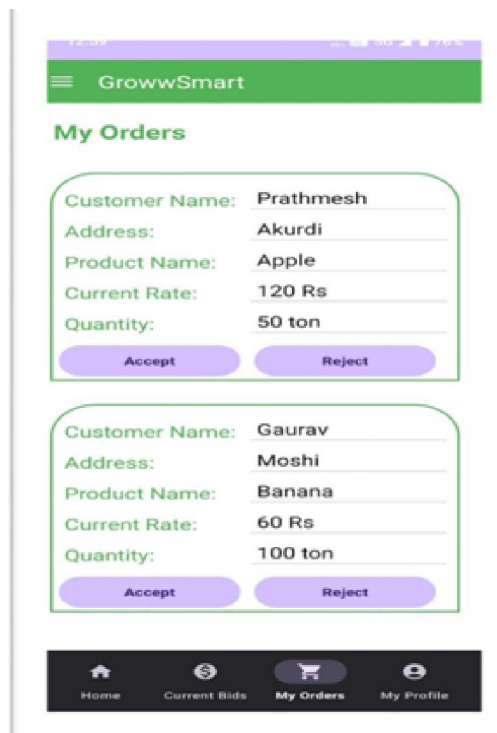 12:59
GrowwSmart
My Orders
Customer Name: Prathmesh
Address: Akurdi
Product Name: Apple
Current Rate: 120 Rs
Quantity: 50 ton
Accept Reject
Customer Name: Gaurav
Address: Moshi
Product Name: Banana
Current Rate: 60 Rs
Quantity: 100 ton
Accept Reject
Home Current Bids My Orders My Profile